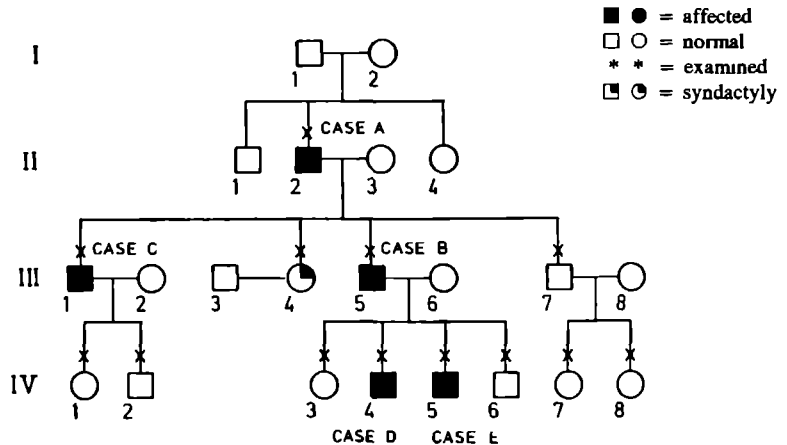 ■ ● = affected
□ ○ = normal
* * = examined
= syndactyly
I
1 2
CASE A
II
1 2 3 4
CASE C CASE B
III
1 2 3 4 5 6 7 8
IV
1 2 3 4 5 6 7 8
CASE D CASE E